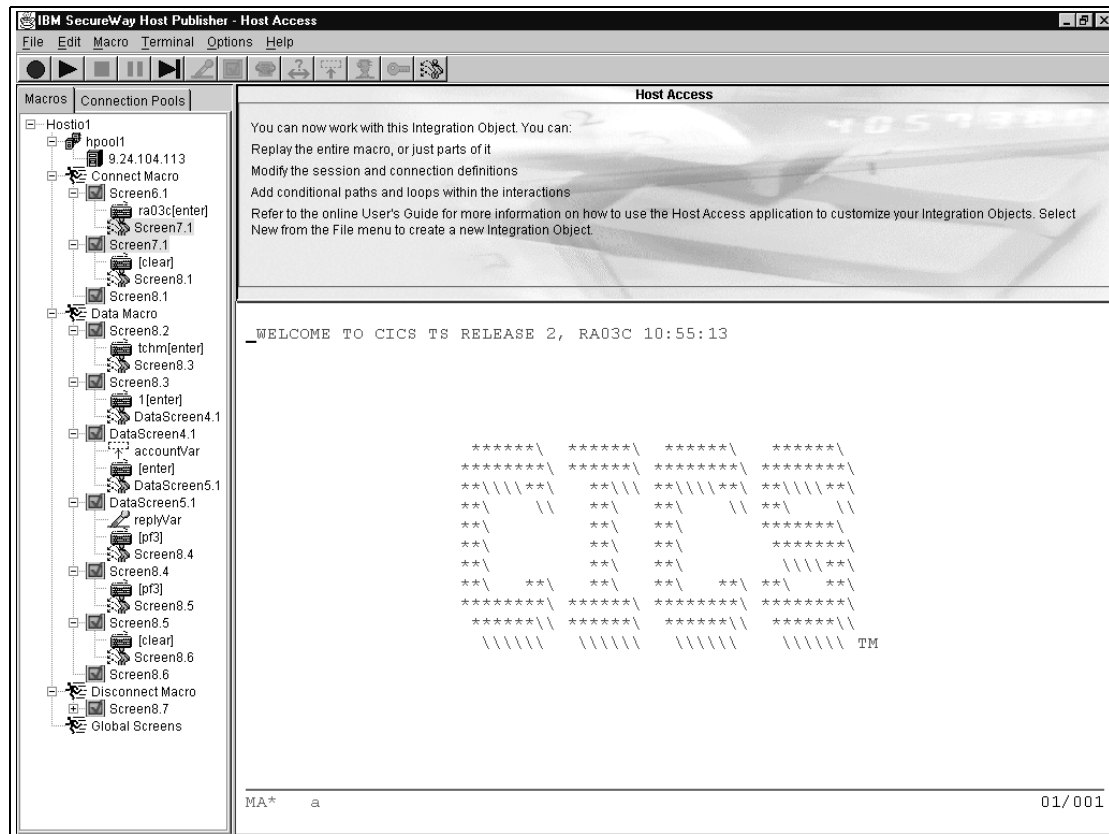 IBM SecureWay Host Publisher - Host Access
File Edit Macro Terminal Options Help
Macros Connection Pools
Hostio1
hpool1
9.24.104.113
Connect Macro
Screen6.1
ra03c[enter]
Screen7.1
Screen7.1
[clear]
Screen8.1
Screen8.1
Data Macro
Screen8.2
tchm[enter]
Screen8.3
Screen8.3
1[enter]
DataScreen4.1
DataScreen4.1
accountVar
[enter]
DataScreen5.1
DataScreen5.1
replyVar
[pf3]
Screen8.4
Screen8.4
[pf3]
Screen8.5
Screen8.5
[clear]
Screen8.6
Screen8.6
Disconnect Macro
Screen8.7
Global Screens
Host Access
You can now work with this Integration Object. You can:
Replay the entire macro, or just parts of it
Modify the session and connection definitions
Add conditional paths and loops within the interactions
Refer to the online User's Guide for more information on how to use the Host Access application to customize your Integration Objects. Select
New from the File menu to create a new Integration Object.
_WELCOME TO CICS TS RELEASE 2, RA03C 10:55:13
 ******\  ******\  ******\   ******\
********\ ******\ ********\ ********\
**\\\\**\   **\\\ **\\\\**\ **\\\\**\
**\    \\   **\   **\    \\ **\    \\
**\         **\   **\       *******\
**\         **\   **\        *******\
**\         **\   **\         \\\\**\
**\   **\   **\   **\   **\ **\   **\
********\ ******\ ********\ ********\
 ******\\ ******\  ******\\  ******\\
  \\\\\\   \\\\\\   \\\\\\    \\\\\\ TM
MA* a 01/001